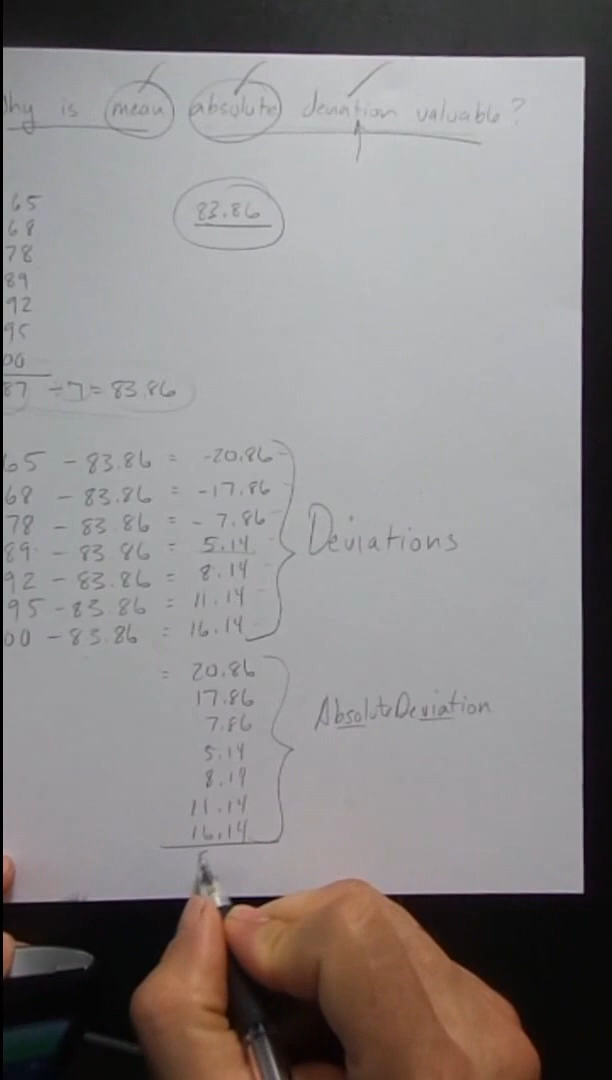 hy is mean absolute deviation valuable?
83.86
65
68
78
89
92
95
00
87 ÷ 7 = 83.86
65 - 83.86 = -20.86
68 - 83.86 = -17.86
78 - 83.86 = - 7.86
89 - 83.86 = 5.14
92 - 83.86 = 8.14
95 - 83.86 = 11.14
00 - 83.86 = 16.14
Deviations
= 20.86
17.86
7.86
5.14
8.14
11.14
16.14
Absolute Deviation